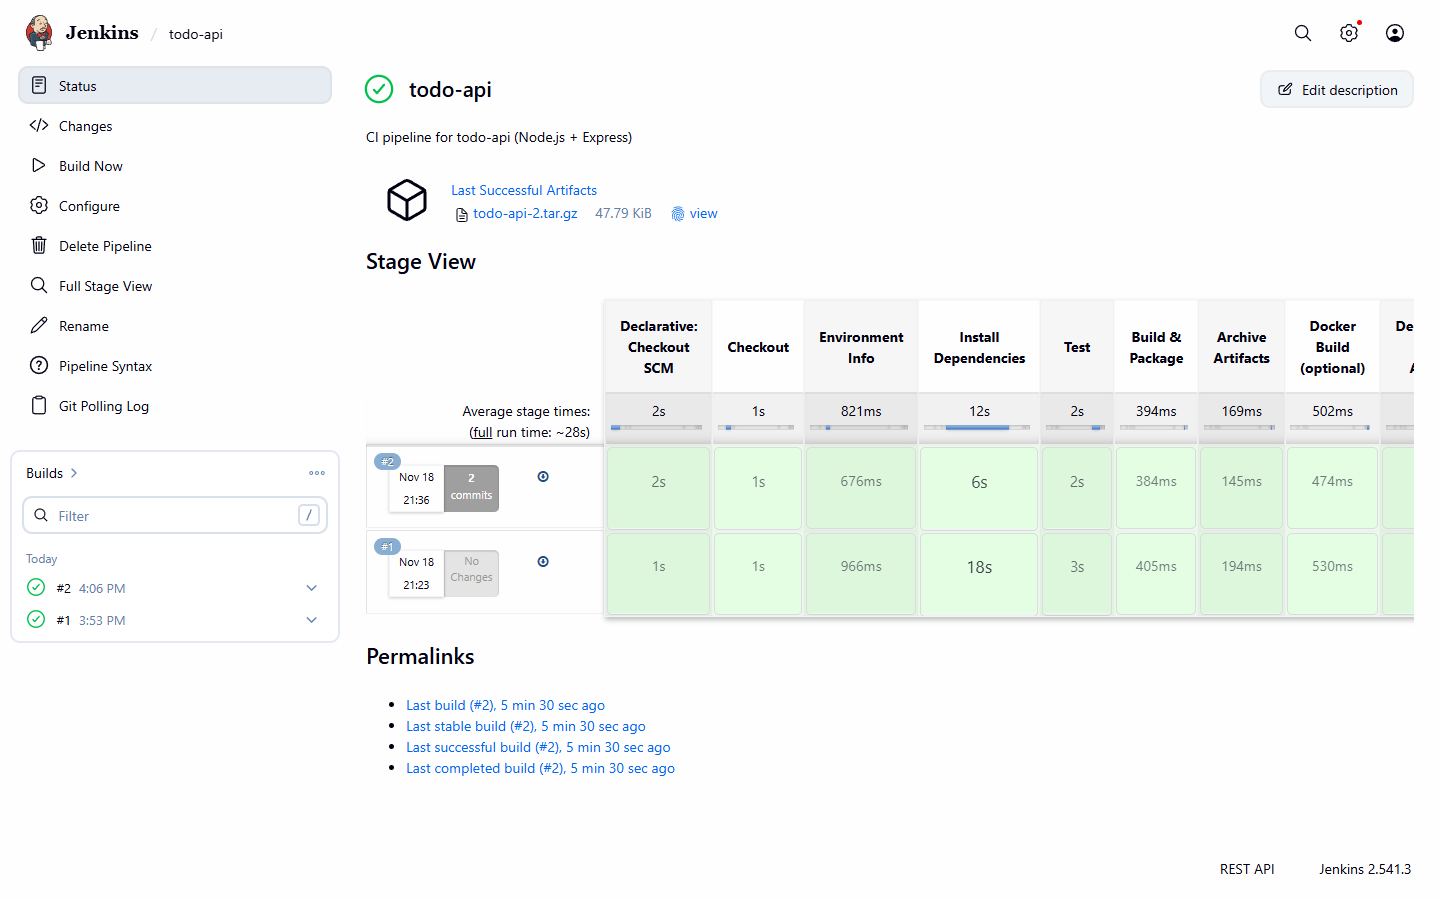 Jenkins / todo-api
Status
Changes
Build Now
Configure
Delete Pipeline
Full Stage View
Rename
Pipeline Syntax
Git Polling Log
Builds
Filter /
Today
#2 4:06 PM
#1 3:53 PM
todo-api
Edit description
CI pipeline for todo-api (Node.js + Express)
Last Successful Artifacts
todo-api-2.tar.gz 47.79 KiB view
Stage View
Declarative:
Checkout
SCM
Checkout
Environment
Info
Install
Dependencies
Test
Build &
Package
Archive
Artifacts
Docker
Build
(optional)
De
A
Average stage times:
(full run time: ~28s)
2s 1s 821ms 12s 2s 394ms 169ms 502ms
#2
Nov 18
21:36
2
commits
2s 1s 676ms 6s 2s 384ms 145ms 474ms
#1
Nov 18
21:23
No
Changes
1s 1s 966ms 18s 3s 405ms 194ms 530ms
Permalinks
Last build (#2), 5 min 30 sec ago
Last stable build (#2), 5 min 30 sec ago
Last successful build (#2), 5 min 30 sec ago
Last completed build (#2), 5 min 30 sec ago
REST API
Jenkins 2.541.3